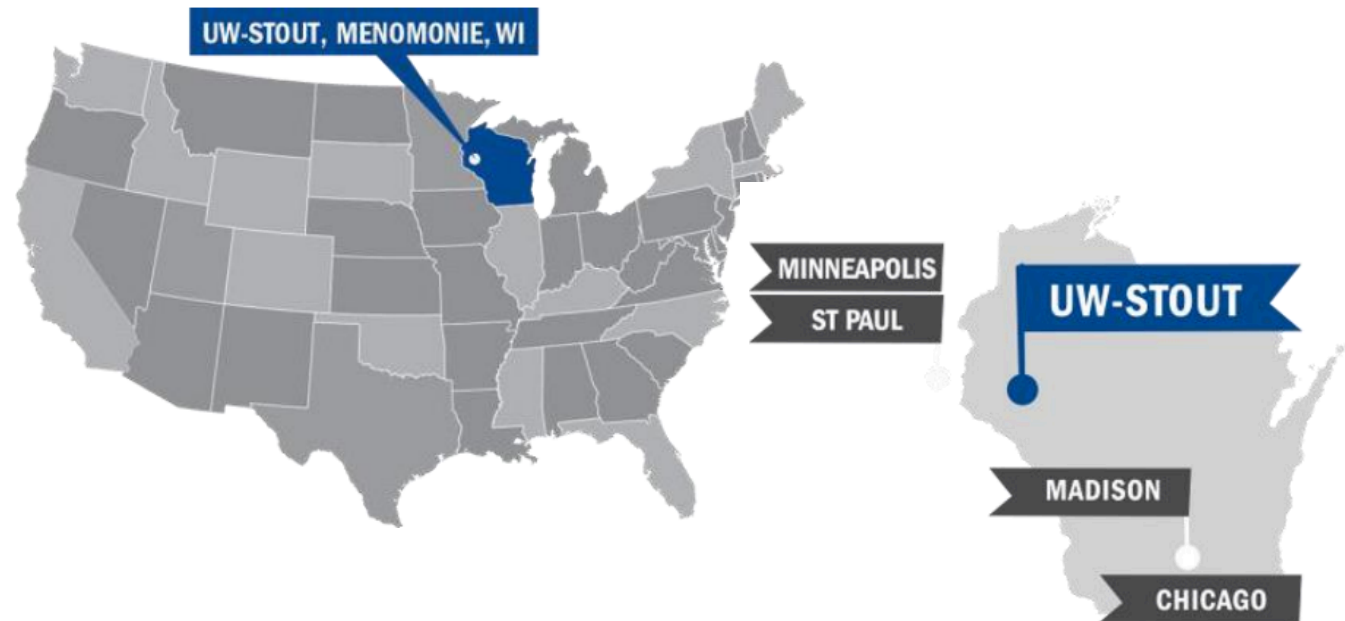 UW-STOUT, MENOMONIE, WI
MINNEAPOLIS
ST PAUL
UW-STOUT
MADISON
CHICAGO